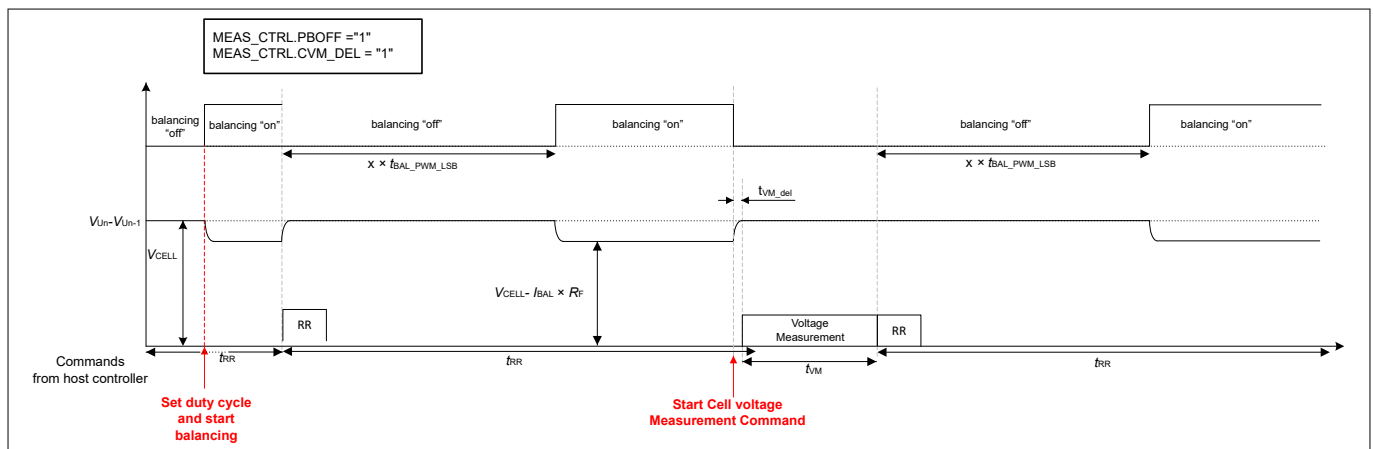 MEAS_CTRL.PBOFF ="1"
MEAS_CTRL.CVM_DEL = "1"
balancing
“off”
balancing “on”
balancing “off”
balancing “on”
balancing “off”
balancing “on”
x × tBAL_PWM_LSB
x × tBAL_PWM_LSB
tVM_del
VUn-VUn-1
VCELL
VCELL- IBAL × RF
RR
Voltage
Measurement
RR
Commands
from host controller
tRR
tRR
tVM
tRR
Set duty cycle
and start
balancing
Start Cell voltage
Measurement Command